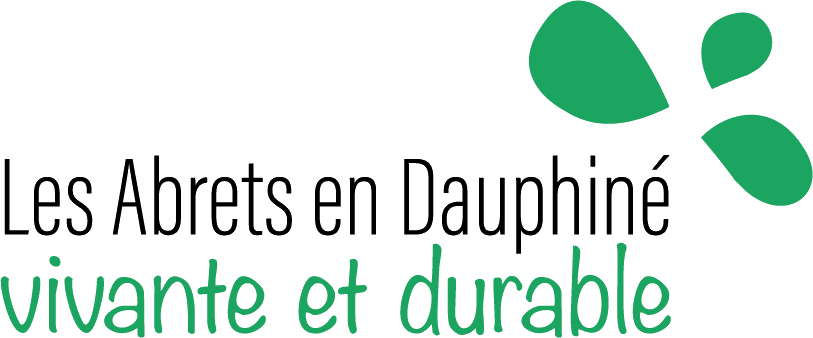 Les Abrets en Dauphiné
vivante et durable